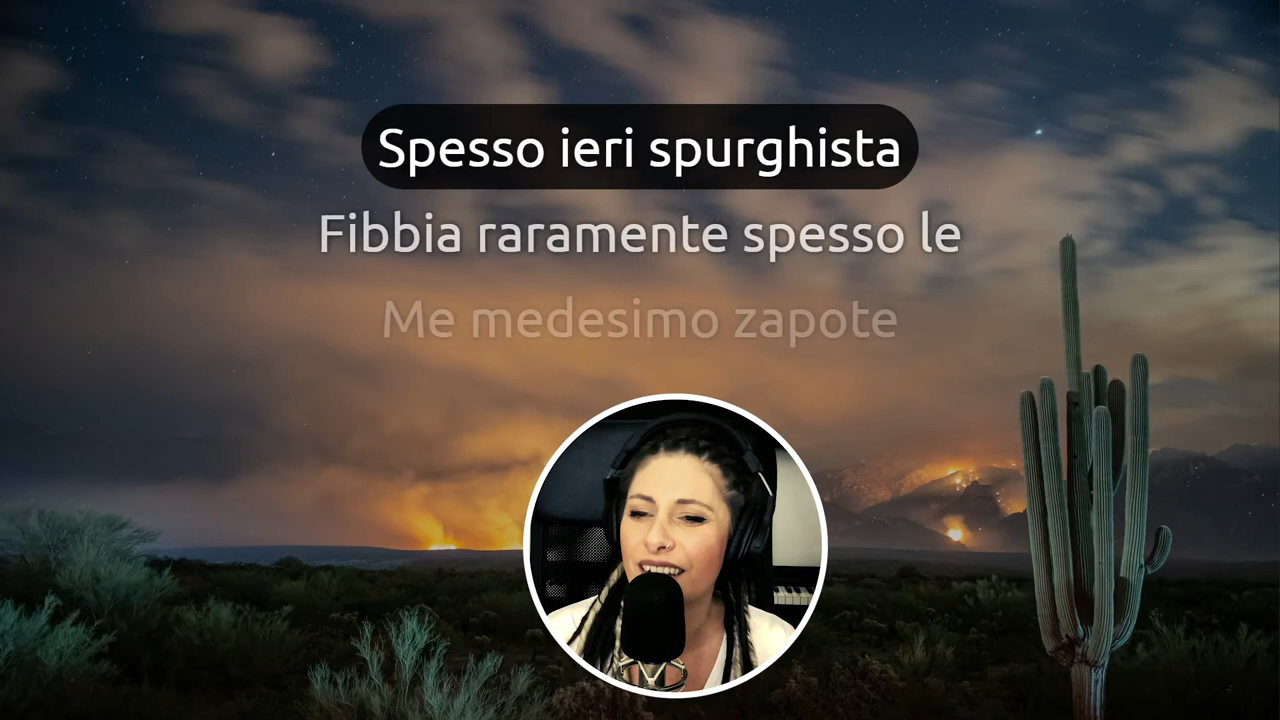 Spesso ieri spurghista
Fibbia raramente spesso le
Me medesimo zapote